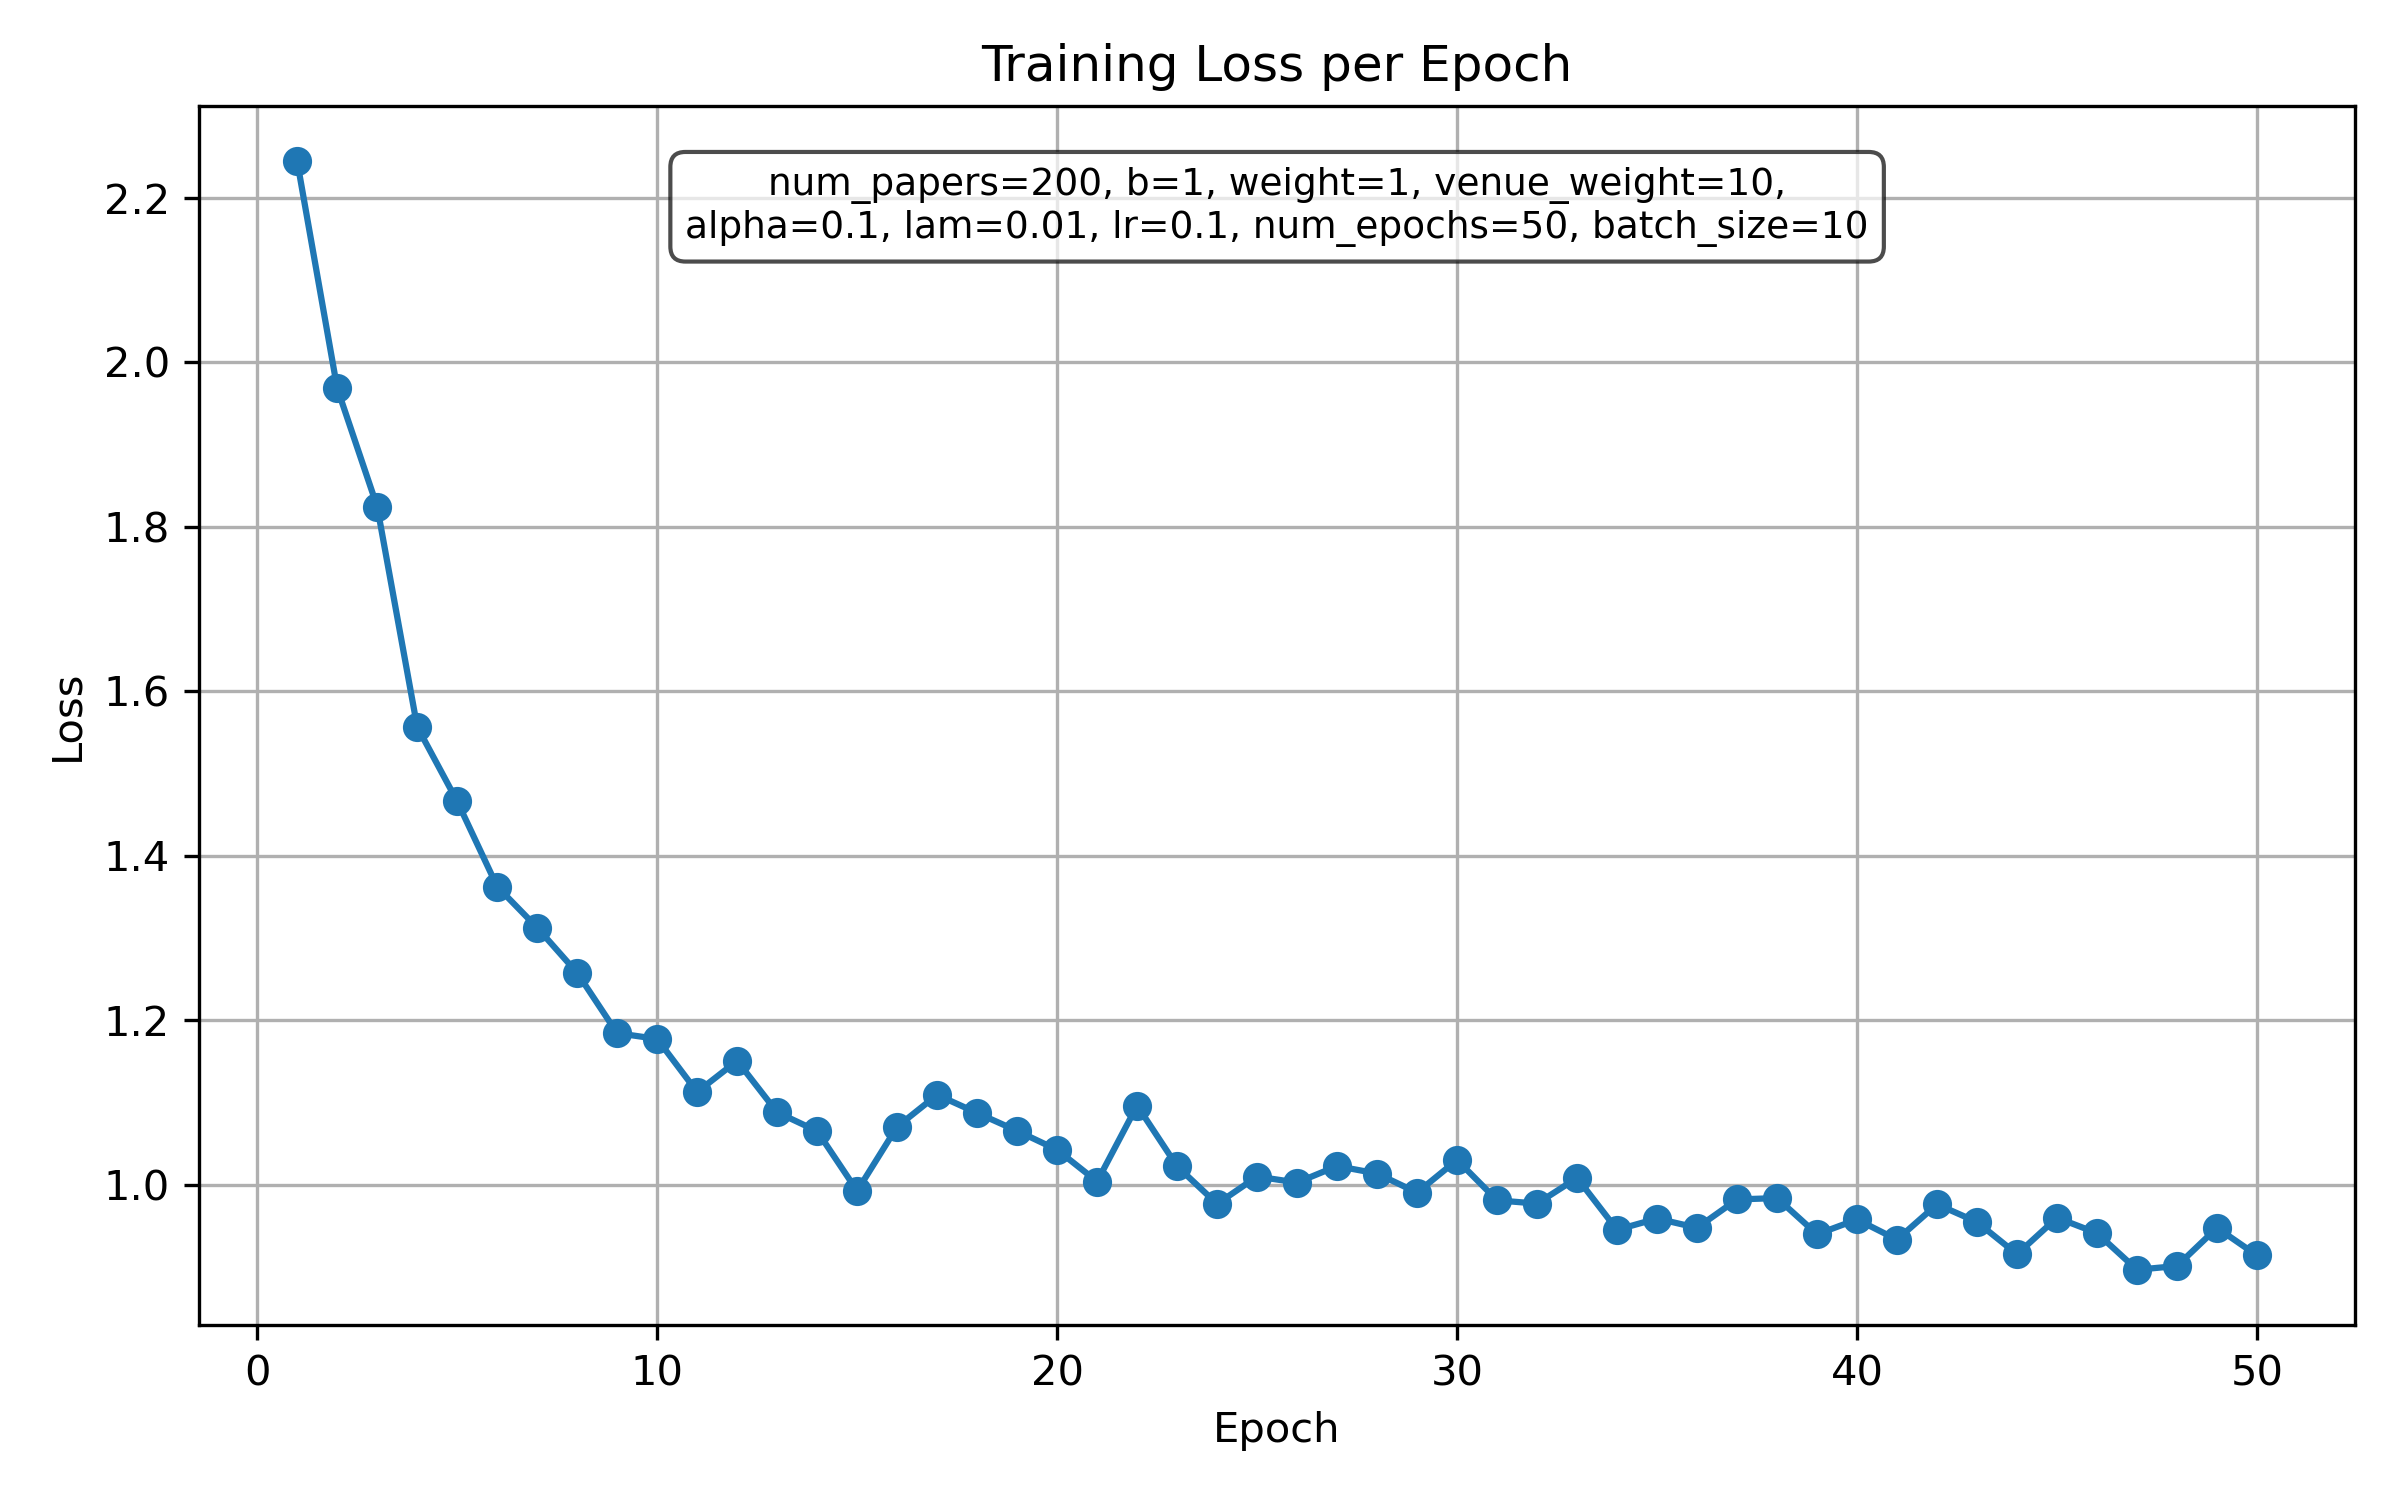 Training Loss per Epoch
num_papers=200, b=1, weight=1, venue_weight=10,
alpha=0.1, lam=0.01, lr=0.1, num_epochs=50, batch_size=10
Loss
2.2
2.0
1.8
1.6
1.4
1.2
1.0
0 10 20 30 40 50
Epoch